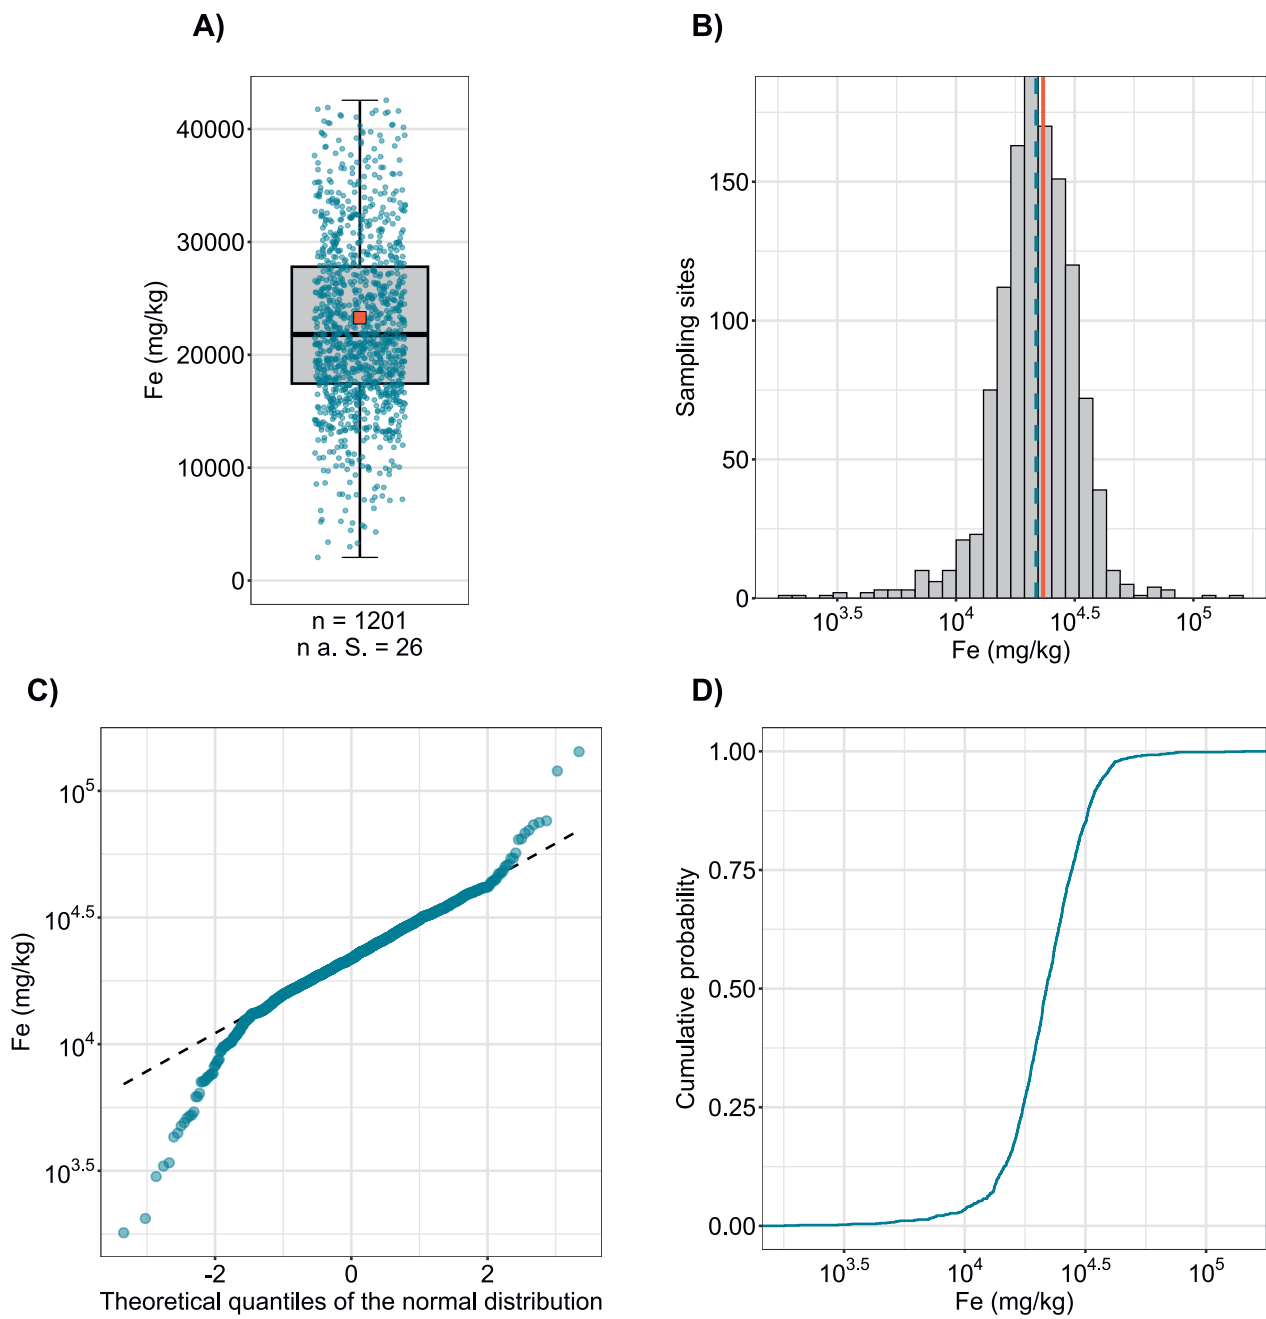 A)
Fe (mg/kg)
40000
30000
20000
10000
0
n = 1201
n a. S. = 26
B)
Sampling sites
150
100
50
0
10^3.5 10^4 10^4.5 10^5
Fe (mg/kg)
C)
Fe (mg/kg)
10^5
10^4.5
10^4
10^3.5
-2 0 2
Theoretical quantiles of the normal distribution
D)
Cumulative probability
1.00
0.75
0.50
0.25
0.00
10^3.5 10^4 10^4.5 10^5
Fe (mg/kg)